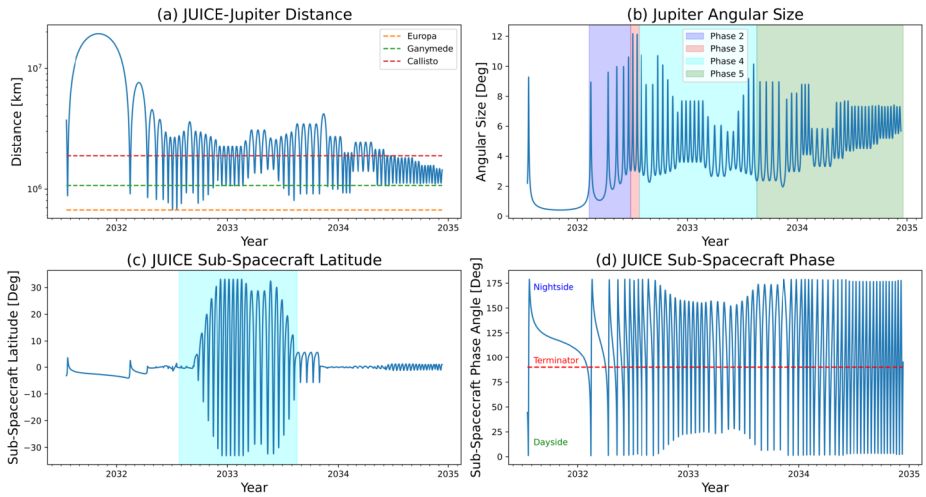 (a) JUICE-Jupiter Distance
Distance [km]
10^7
10^6
Europa
Ganymede
Callisto
2032
2033
2034
2035
Year
(b) Jupiter Angular Size
Angular Size [Deg]
12
10
8
6
4
2
0
Phase 2
Phase 3
Phase 4
Phase 5
2032
2033
2034
2035
Year
(c) JUICE Sub-Spacecraft Latitude
Sub-Spacecraft Latitude [Deg]
30
20
10
0
−10
−20
−30
2032
2033
2034
2035
Year
(d) JUICE Sub-Spacecraft Phase
Sub-Spacecraft Phase Angle [Deg]
175
150
125
100
75
50
25
0
Nightside
Terminator
Dayside
2032
2033
2034
2035
Year